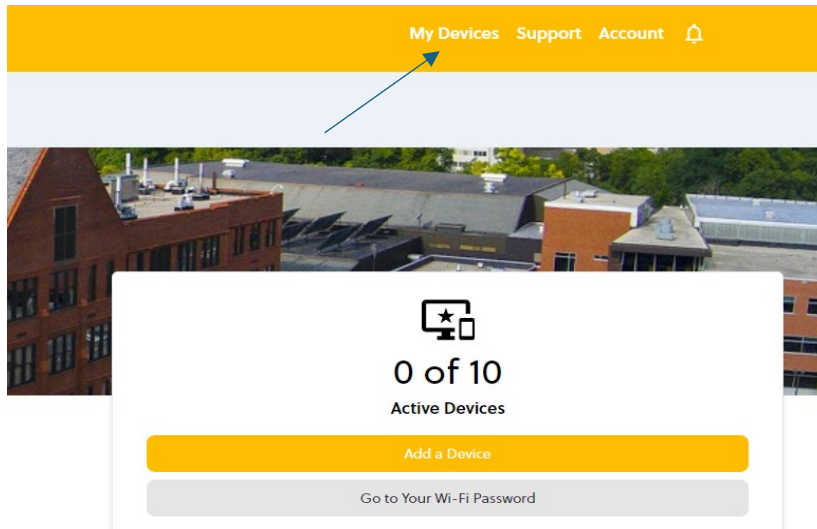 My Devices Support Account
0 of 10
Active Devices
Add a Device
Go to Your Wi-Fi Password